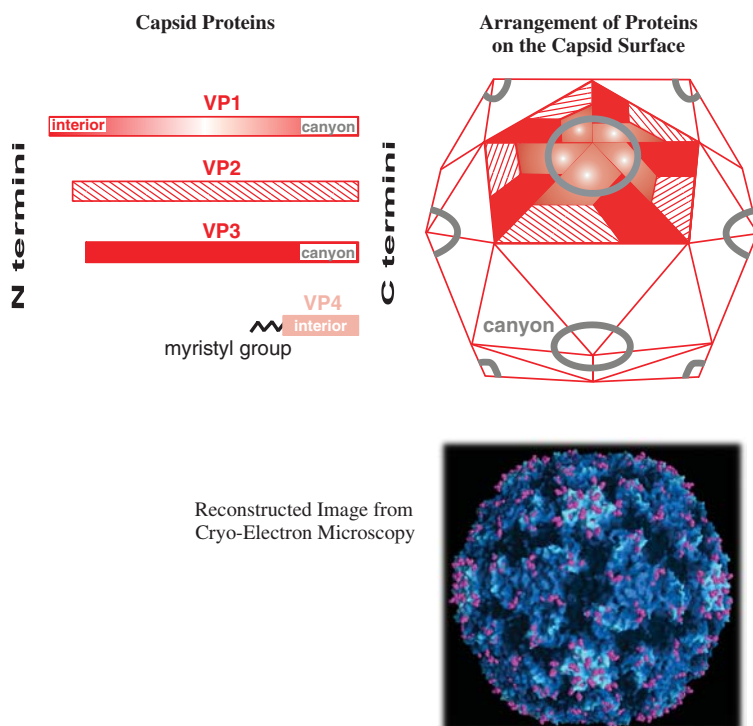 Capsid Proteins
Arrangement of Proteins
on the Capsid Surface
N termini
VP1
interior
canyon
VP2
VP3
canyon
VP4
interior
myristyl group
C termini
canyon
Reconstructed Image from
Cryo-Electron Microscopy